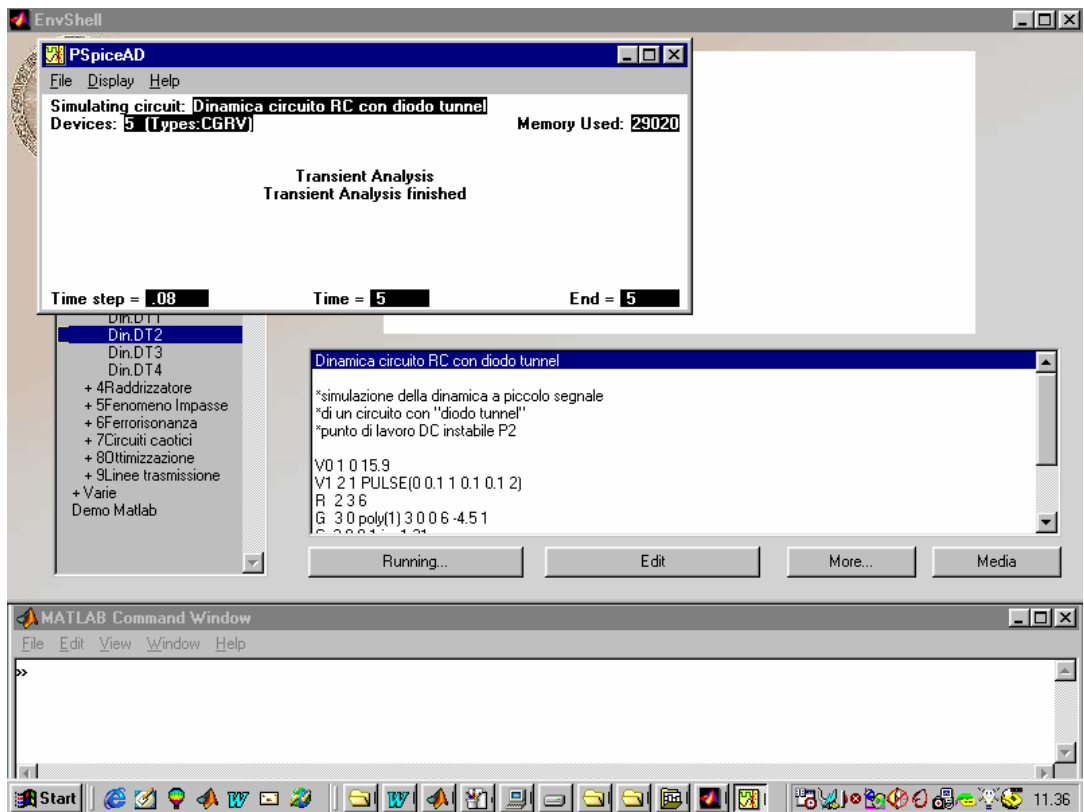 EnvShell
PSpiceAD
File Display Help
Simulating circuit: Dinamica circuito RC con diodo tunnel
Devices: 5 (Types:CGRV) Memory Used: 29020
Transient Analysis
Transient Analysis finished
Time step = .08 Time = 5 End = 5
Din.DT1
Din.DT2
Din.DT3
Din.DT4
+ 4Raddrizzatore
+ 5Fenomeno Impasse
+ 6Ferrorisonanza
+ 7Circuiti caotici
+ 8Ottimizzazione
+ 9Linee trasmissione
+ Varie
Demo Matlab
Dinamica circuito RC con diodo tunnel
*simulazione della dinamica a piccolo segnale
*di un circuito con "diodo tunnel"
*punto di lavoro DC instabile P2
V0 1 0 15.9
V1 2 1 PULSE(0 0.1 1 0.1 0.1 2)
R 2 3 6
G 3 0 poly(1) 3 0 0 6 -4.5 1
Running... Edit More... Media
MATLAB Command Window
File Edit View Window Help
»
Start 11.36